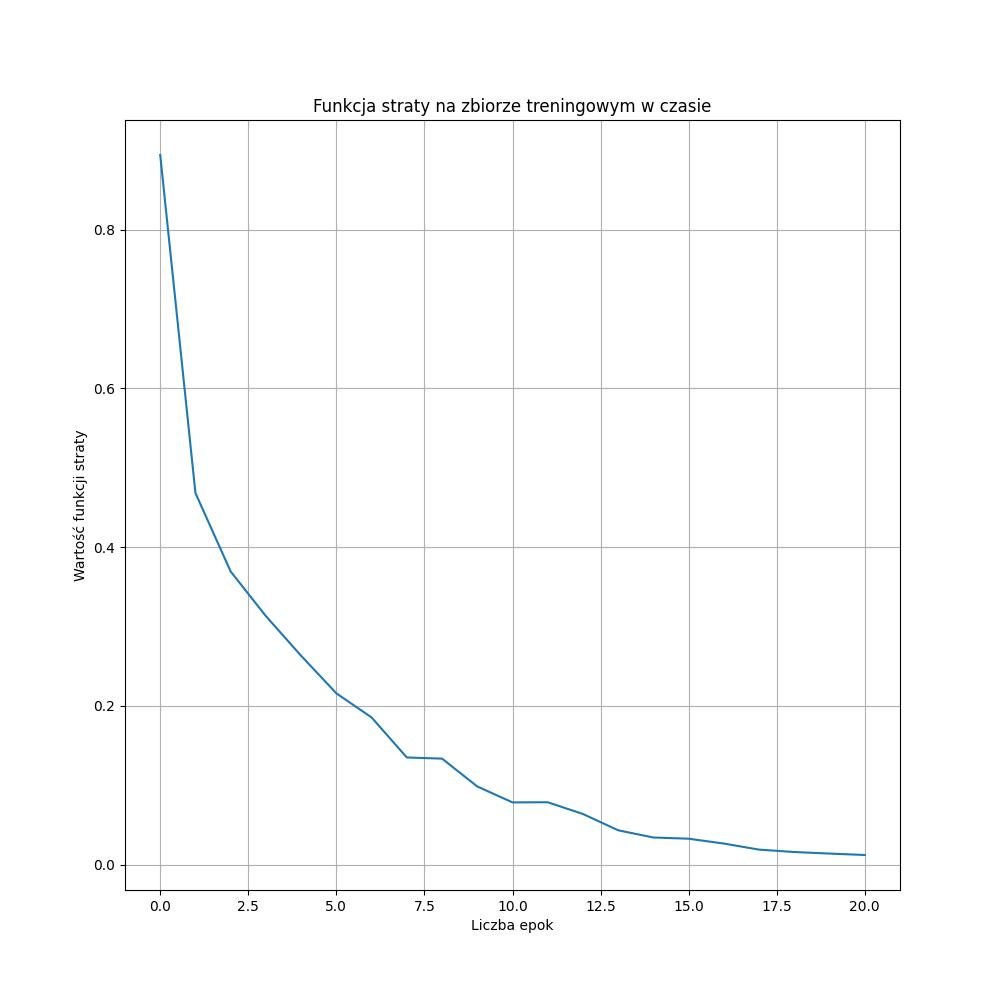 Funkcja straty na zbiorze treningowym w czasie
0.8
0.6
0.4
0.2
0.0
Wartość funkcji straty
0.0 2.5 5.0 7.5 10.0 12.5 15.0 17.5 20.0
Liczba epok